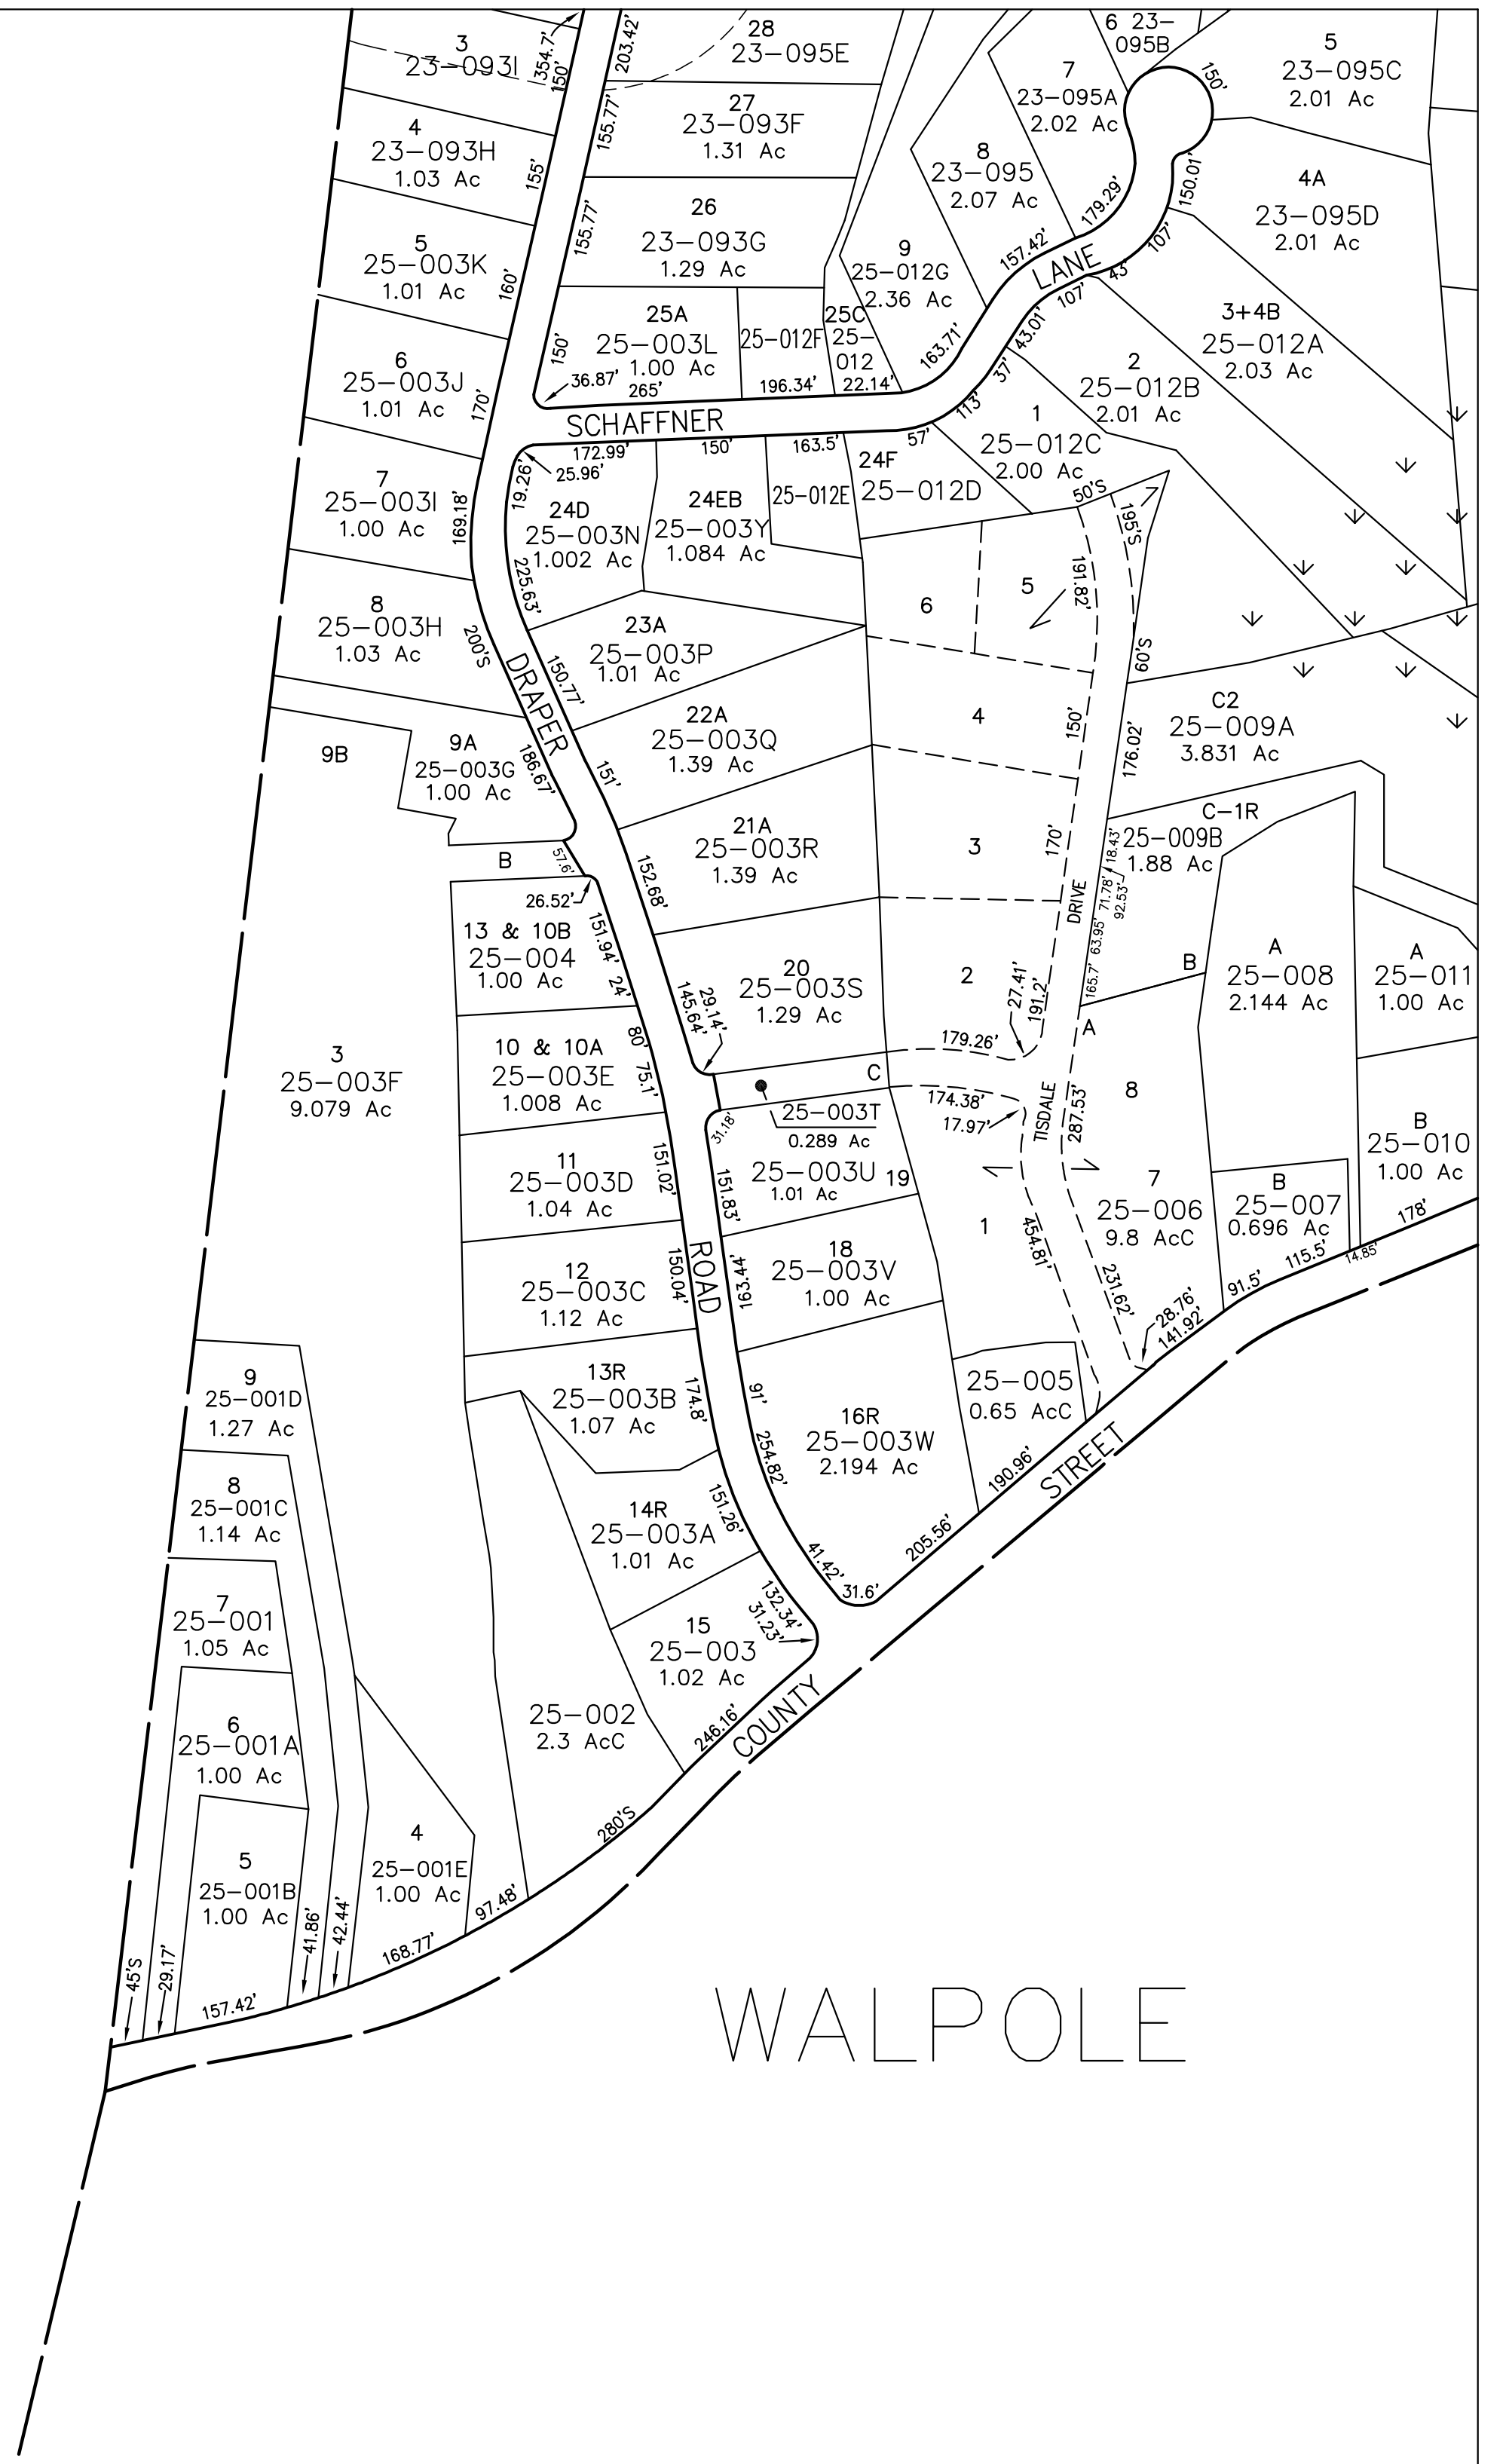 3
23-093I
354.7'
150'
203.42'
28
23-095E
6 23-
095B
5
23-095C
2.01 Ac
150'
7
23-095A
2.02 Ac
4
23-093H
1.03 Ac
155'
155.77'
27
23-093F
1.31 Ac
8
23-095
2.07 Ac
179.29'
150.01'
4A
23-095D
2.01 Ac
5
25-003K
1.01 Ac
160'
155.77'
26
23-093G
1.29 Ac
9
25-012G
2.36 Ac
157.42'
LANE
43'
107'
107'
6
25-003J
1.01 Ac
170'
150'
25A
25-003L
1.00 Ac
36.87'
265'
25-012F
196.34'
25C
25-
012
22.14'
163.71'
43.01'
37'
113'
3+4B
25-012A
2.03 Ac
2
25-012B
2.01 Ac
1
25-012C
2.00 Ac
SCHAFFNER
172.99'
25.96'
150'
163.5'
57'
7
25-003I
1.00 Ac
169.18'
19.26'
24D
25-003N
1.002 Ac
225.63'
24EB
25-003Y
1.084 Ac
25-012E
24F
25-012D
50'S
195'S
191.82'
8
25-003H
1.03 Ac
200'S
DRAPER
150.77'
23A
25-003P
1.01 Ac
6
5
60'S
9B
9A
25-003G
1.00 Ac
186.67'
151'
22A
25-003Q
1.39 Ac
4
150'
176.02'
C2
25-009A
3.831 Ac
B
57.6'
26.52'
152.68'
21A
25-003R
1.39 Ac
3
170'
DRIVE
18.43'
71.78'
92.53'
63.95'
165.7'
C-1R
25-009B
1.88 Ac
13 & 10B
25-004
1.00 Ac
151.94'
24'
145.64'
29.14'
20
25-003S
1.29 Ac
2
27.41'
191.2'
179.26'
B
A
A
25-008
2.144 Ac
A
25-011
1.00 Ac
3
25-003F
9.079 Ac
10 & 10A
25-003E
1.008 Ac
80'
75.1'
C
25-003T
0.289 Ac
31.18'
174.38'
17.97'
TISDALE
287.53'
8
B
25-010
1.00 Ac
11
25-003D
1.04 Ac
151.02'
151.83'
25-003U
1.01 Ac
19
1
454.81'
7
25-006
9.8 AcC
B
25-007
0.696 Ac
178'
14.85'
115.5'
91.5'
12
25-003C
1.12 Ac
150.04'
ROAD
163.44'
18
25-003V
1.00 Ac
231.62'
28.76'
141.92'
9
25-001D
1.27 Ac
13R
25-003B
1.07 Ac
174.8'
91'
254.82'
16R
25-003W
2.194 Ac
25-005
0.65 AcC
190.96'
STREET
8
25-001C
1.14 Ac
14R
25-003A
1.01 Ac
151.26'
41.42'
31.6'
205.56'
7
25-001
1.05 Ac
15
25-003
1.02 Ac
132.34'
31.23'
25-002
2.3 AcC
246.16'
COUNTY
6
25-001A
1.00 Ac
280'S
5
25-001B
1.00 Ac
4
25-001E
1.00 Ac
97.48'
168.77'
42.44'
41.86'
157.42'
29.17'
45'S
WALPOLE